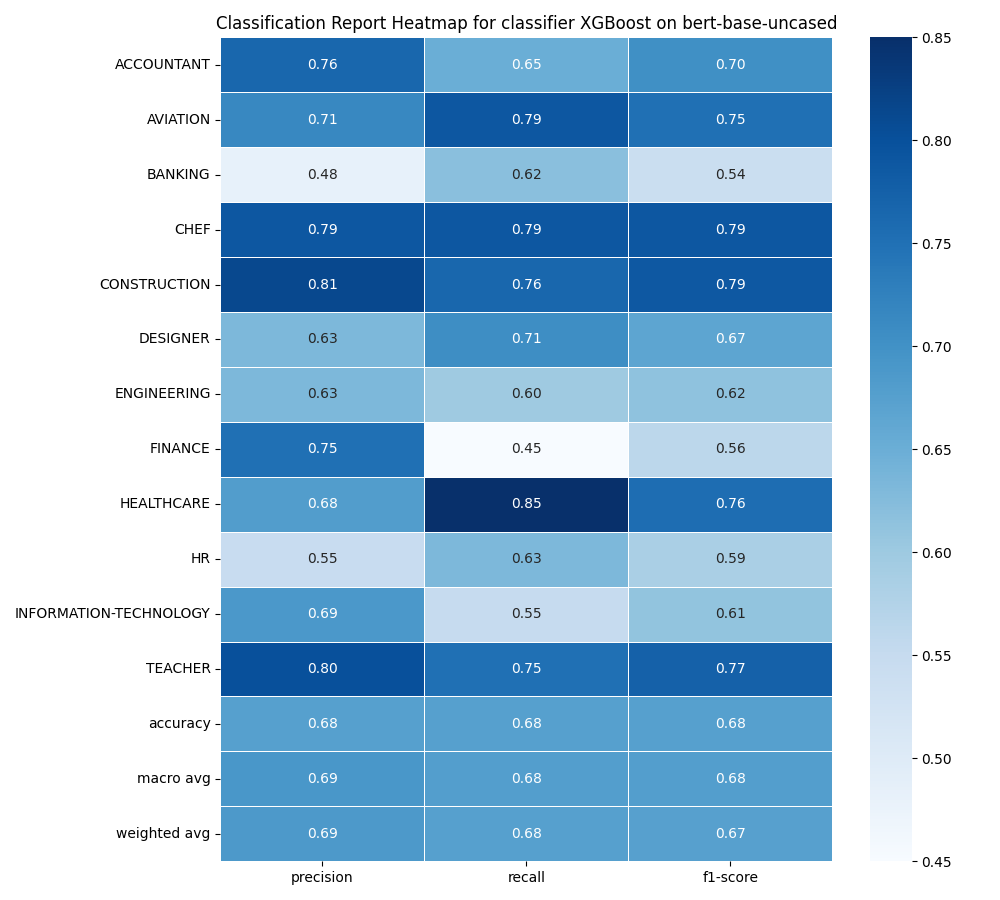 Classification Report Heatmap for classifier XGBoost on bert-base-uncased
ACCOUNTANT 0.76 0.65 0.70
AVIATION 0.71 0.79 0.75
BANKING 0.48 0.62 0.54
CHEF 0.79 0.79 0.79
CONSTRUCTION 0.81 0.76 0.79
DESIGNER 0.63 0.71 0.67
ENGINEERING 0.63 0.60 0.62
FINANCE 0.75 0.45 0.56
HEALTHCARE 0.68 0.85 0.76
HR 0.55 0.63 0.59
INFORMATION-TECHNOLOGY 0.69 0.55 0.61
TEACHER 0.80 0.75 0.77
accuracy 0.68 0.68 0.68
macro avg 0.69 0.68 0.68
weighted avg 0.69 0.68 0.67
precision recall f1-score
0.85
0.80
0.75
0.70
0.65
0.60
0.55
0.50
0.45